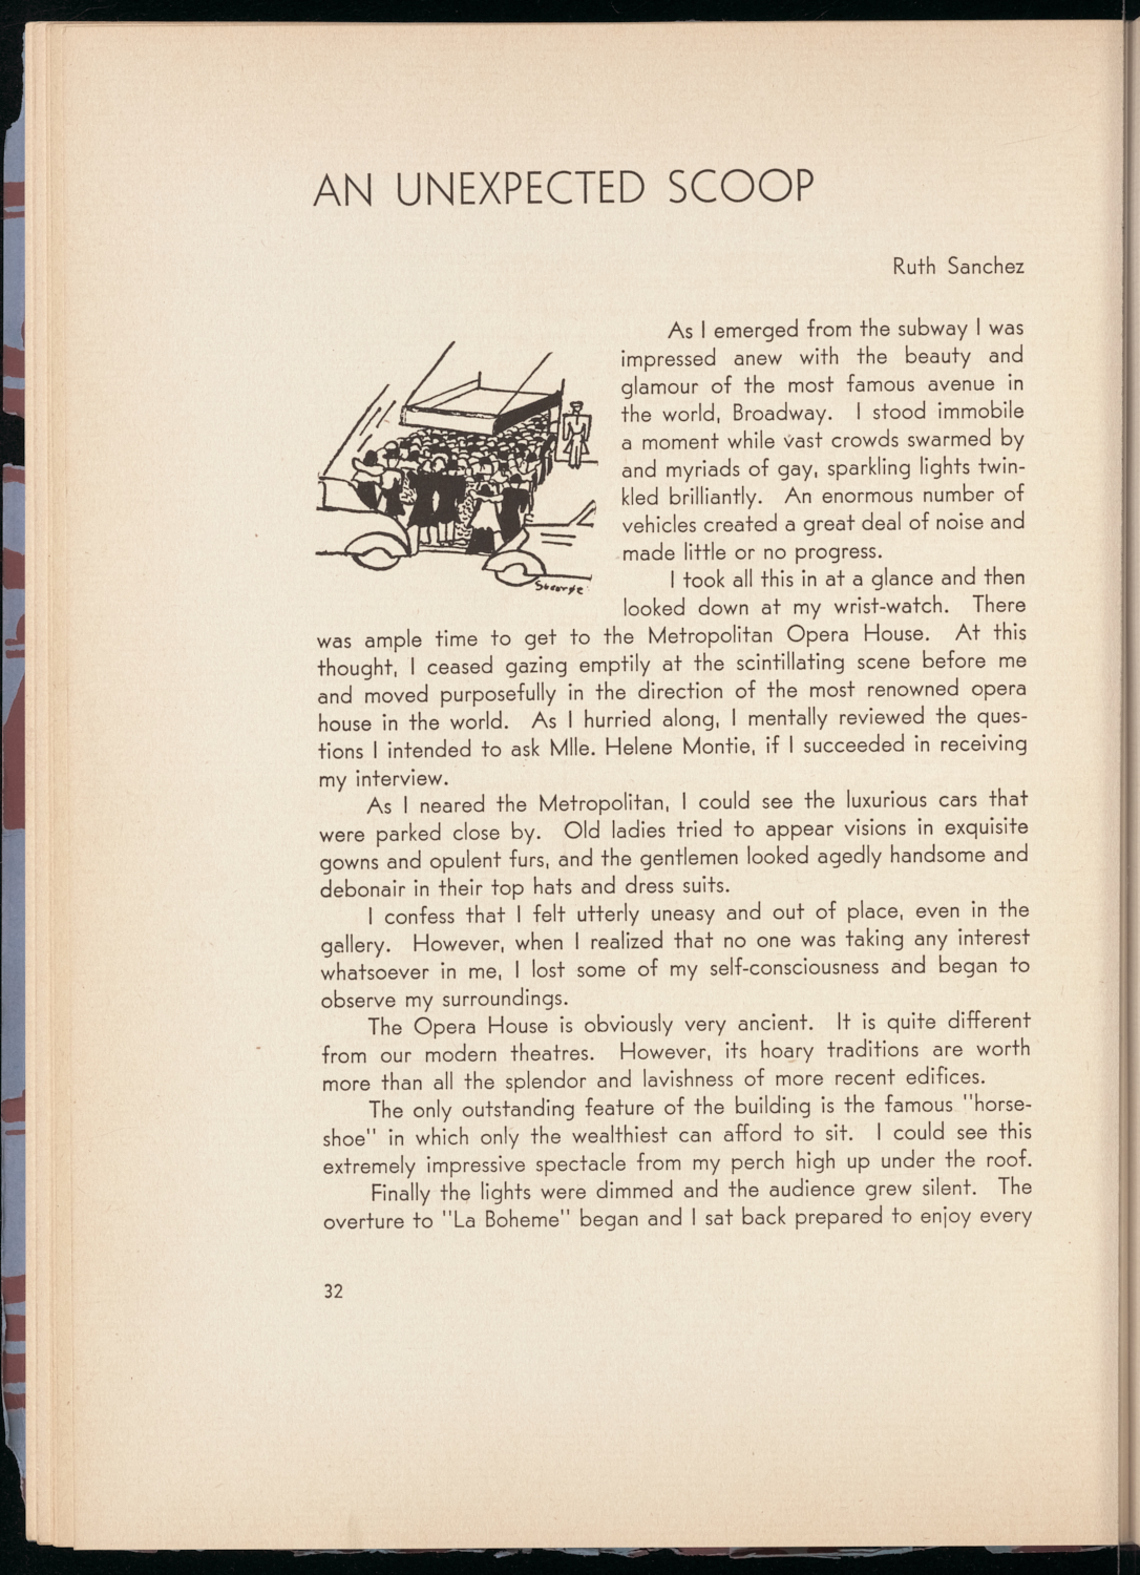 AN UNEXPECTED SCOOP
Ruth Sanchez
As I emerged from the subway I was
impressed anew with the beauty and
glamour of the most famous avenue in
the world, Broadway. I stood immobile
a moment while vast crowds swarmed by
and myriads of gay, sparkling lights twin-
kled brilliantly. An enormous number of
vehicles created a great deal of noise and
made little or no progress.
I took all this in at a glance and then
looked down at my wrist-watch. There
was ample time to get to the Metropolitan Opera House. At this
thought, I ceased gazing emptily at the scintillating scene before me
and moved purposefully in the direction of the most renowned opera
house in the world. As I hurried along, I mentally reviewed the ques-
tions I intended to ask Mlle. Helene Montie, if I succeeded in receiving
my interview.
As I neared the Metropolitan, I could see the luxurious cars that
were parked close by. Old ladies tried to appear visions in exquisite
gowns and opulent furs, and the gentlemen looked agedly handsome and
debonair in their top hats and dress suits.
I confess that I felt utterly uneasy and out of place, even in the
gallery. However, when I realized that no one was taking any interest
whatsoever in me, I lost some of my self-consciousness and began to
observe my surroundings.
The Opera House is obviously very ancient. It is quite different
from our modern theatres. However, its hoary traditions are worth
more than all the splendor and lavishness of more recent edifices.
The only outstanding feature of the building is the famous "horse-
shoe" in which only the wealthiest can afford to sit. I could see this
extremely impressive spectacle from my perch high up under the roof.
Finally the lights were dimmed and the audience grew silent. The
overture to "La Boheme" began and I sat back prepared to enjoy every
32